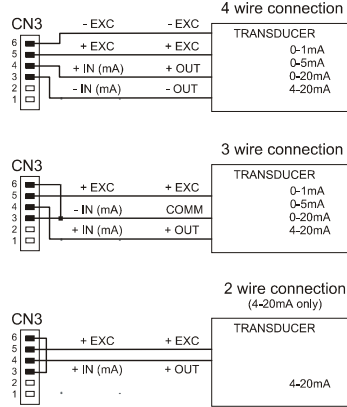 4 wire connection
CN3
- EXC - EXC
TRANSDUCER
6
5
4
3
2
1
+ EXC + EXC
+ IN (mA) + OUT
- IN (mA) - OUT
0-1mA
0-5mA
0-20mA
4-20mA
3 wire connection
CN3
TRANSDUCER
6
5
4
3
2
1
+ EXC + EXC
- IN (mA) COMM
+ IN (mA) + OUT
0-1mA
0-5mA
0-20mA
4-20mA
2 wire connection
(4-20mA only)
CN3
TRANSDUCER
6
5
4
3
2
1
+ EXC + EXC
+ IN (mA) + OUT
4-20mA